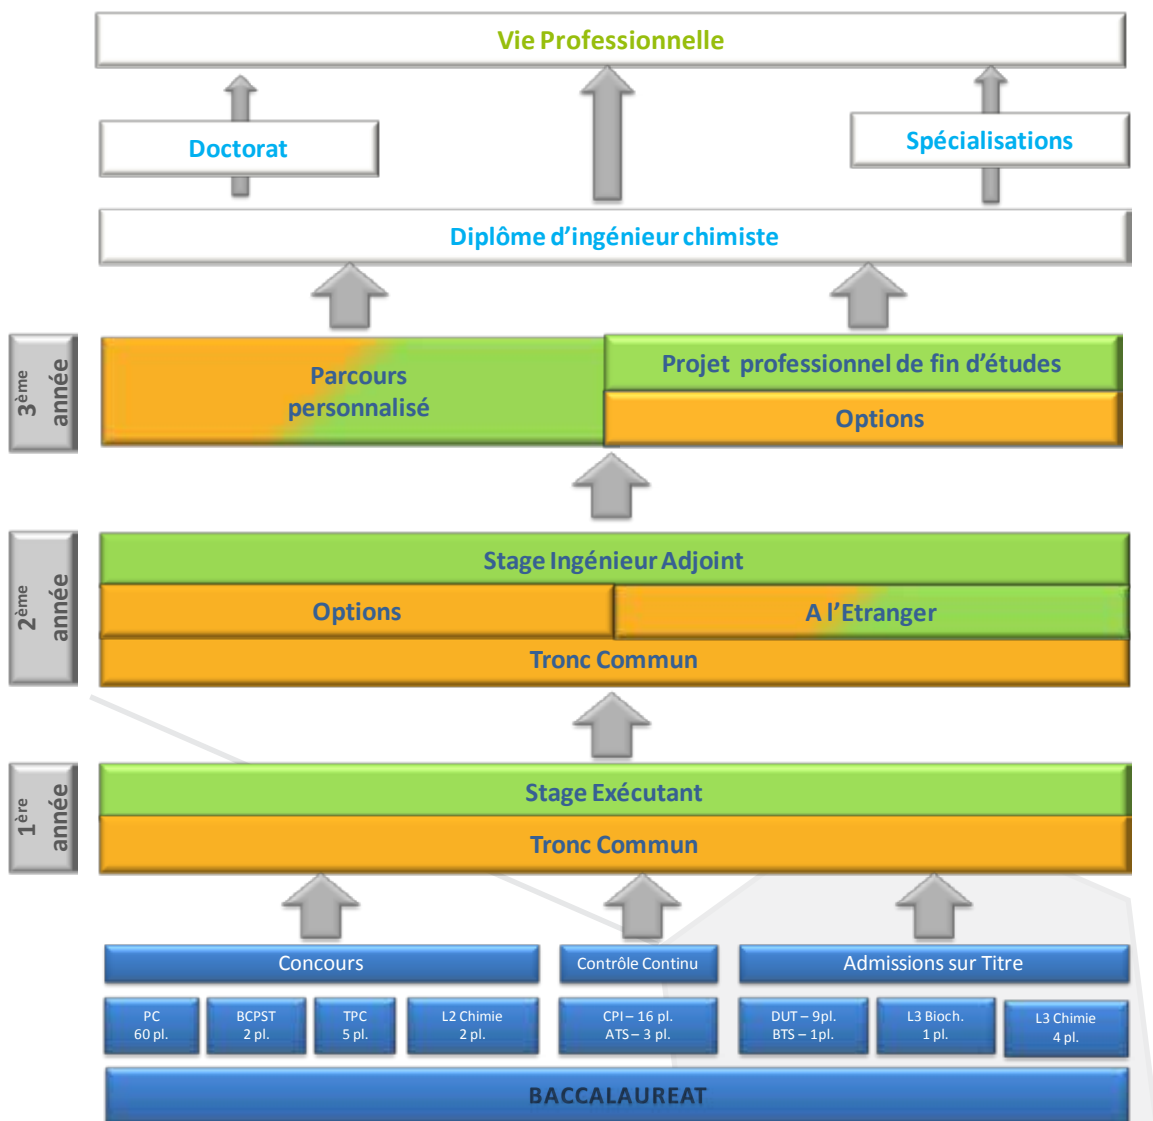 Vie Professionnelle
Doctorat
Spécialisations
Diplôme d'ingénieur chimiste
3ème
année
Parcours
personnalisé
Projet professionnel de fin d'études
Options
2ème
année
Stage Ingénieur Adjoint
Options
A l'Etranger
Tronc Commun
1ère
année
Stage Exécutant
Tronc Commun
Concours
Contrôle Continu
Admissions sur Titre
PC
60 pl.
BCPST
2 pl.
TPC
5 pl.
L2 Chimie
2 pl.
CPI – 16 pl.
ATS – 3 pl.
DUT – 9pl.
BTS – 1pl.
L3 Bioch.
1 pl.
L3 Chimie
4 pl.
BACCALAUREAT